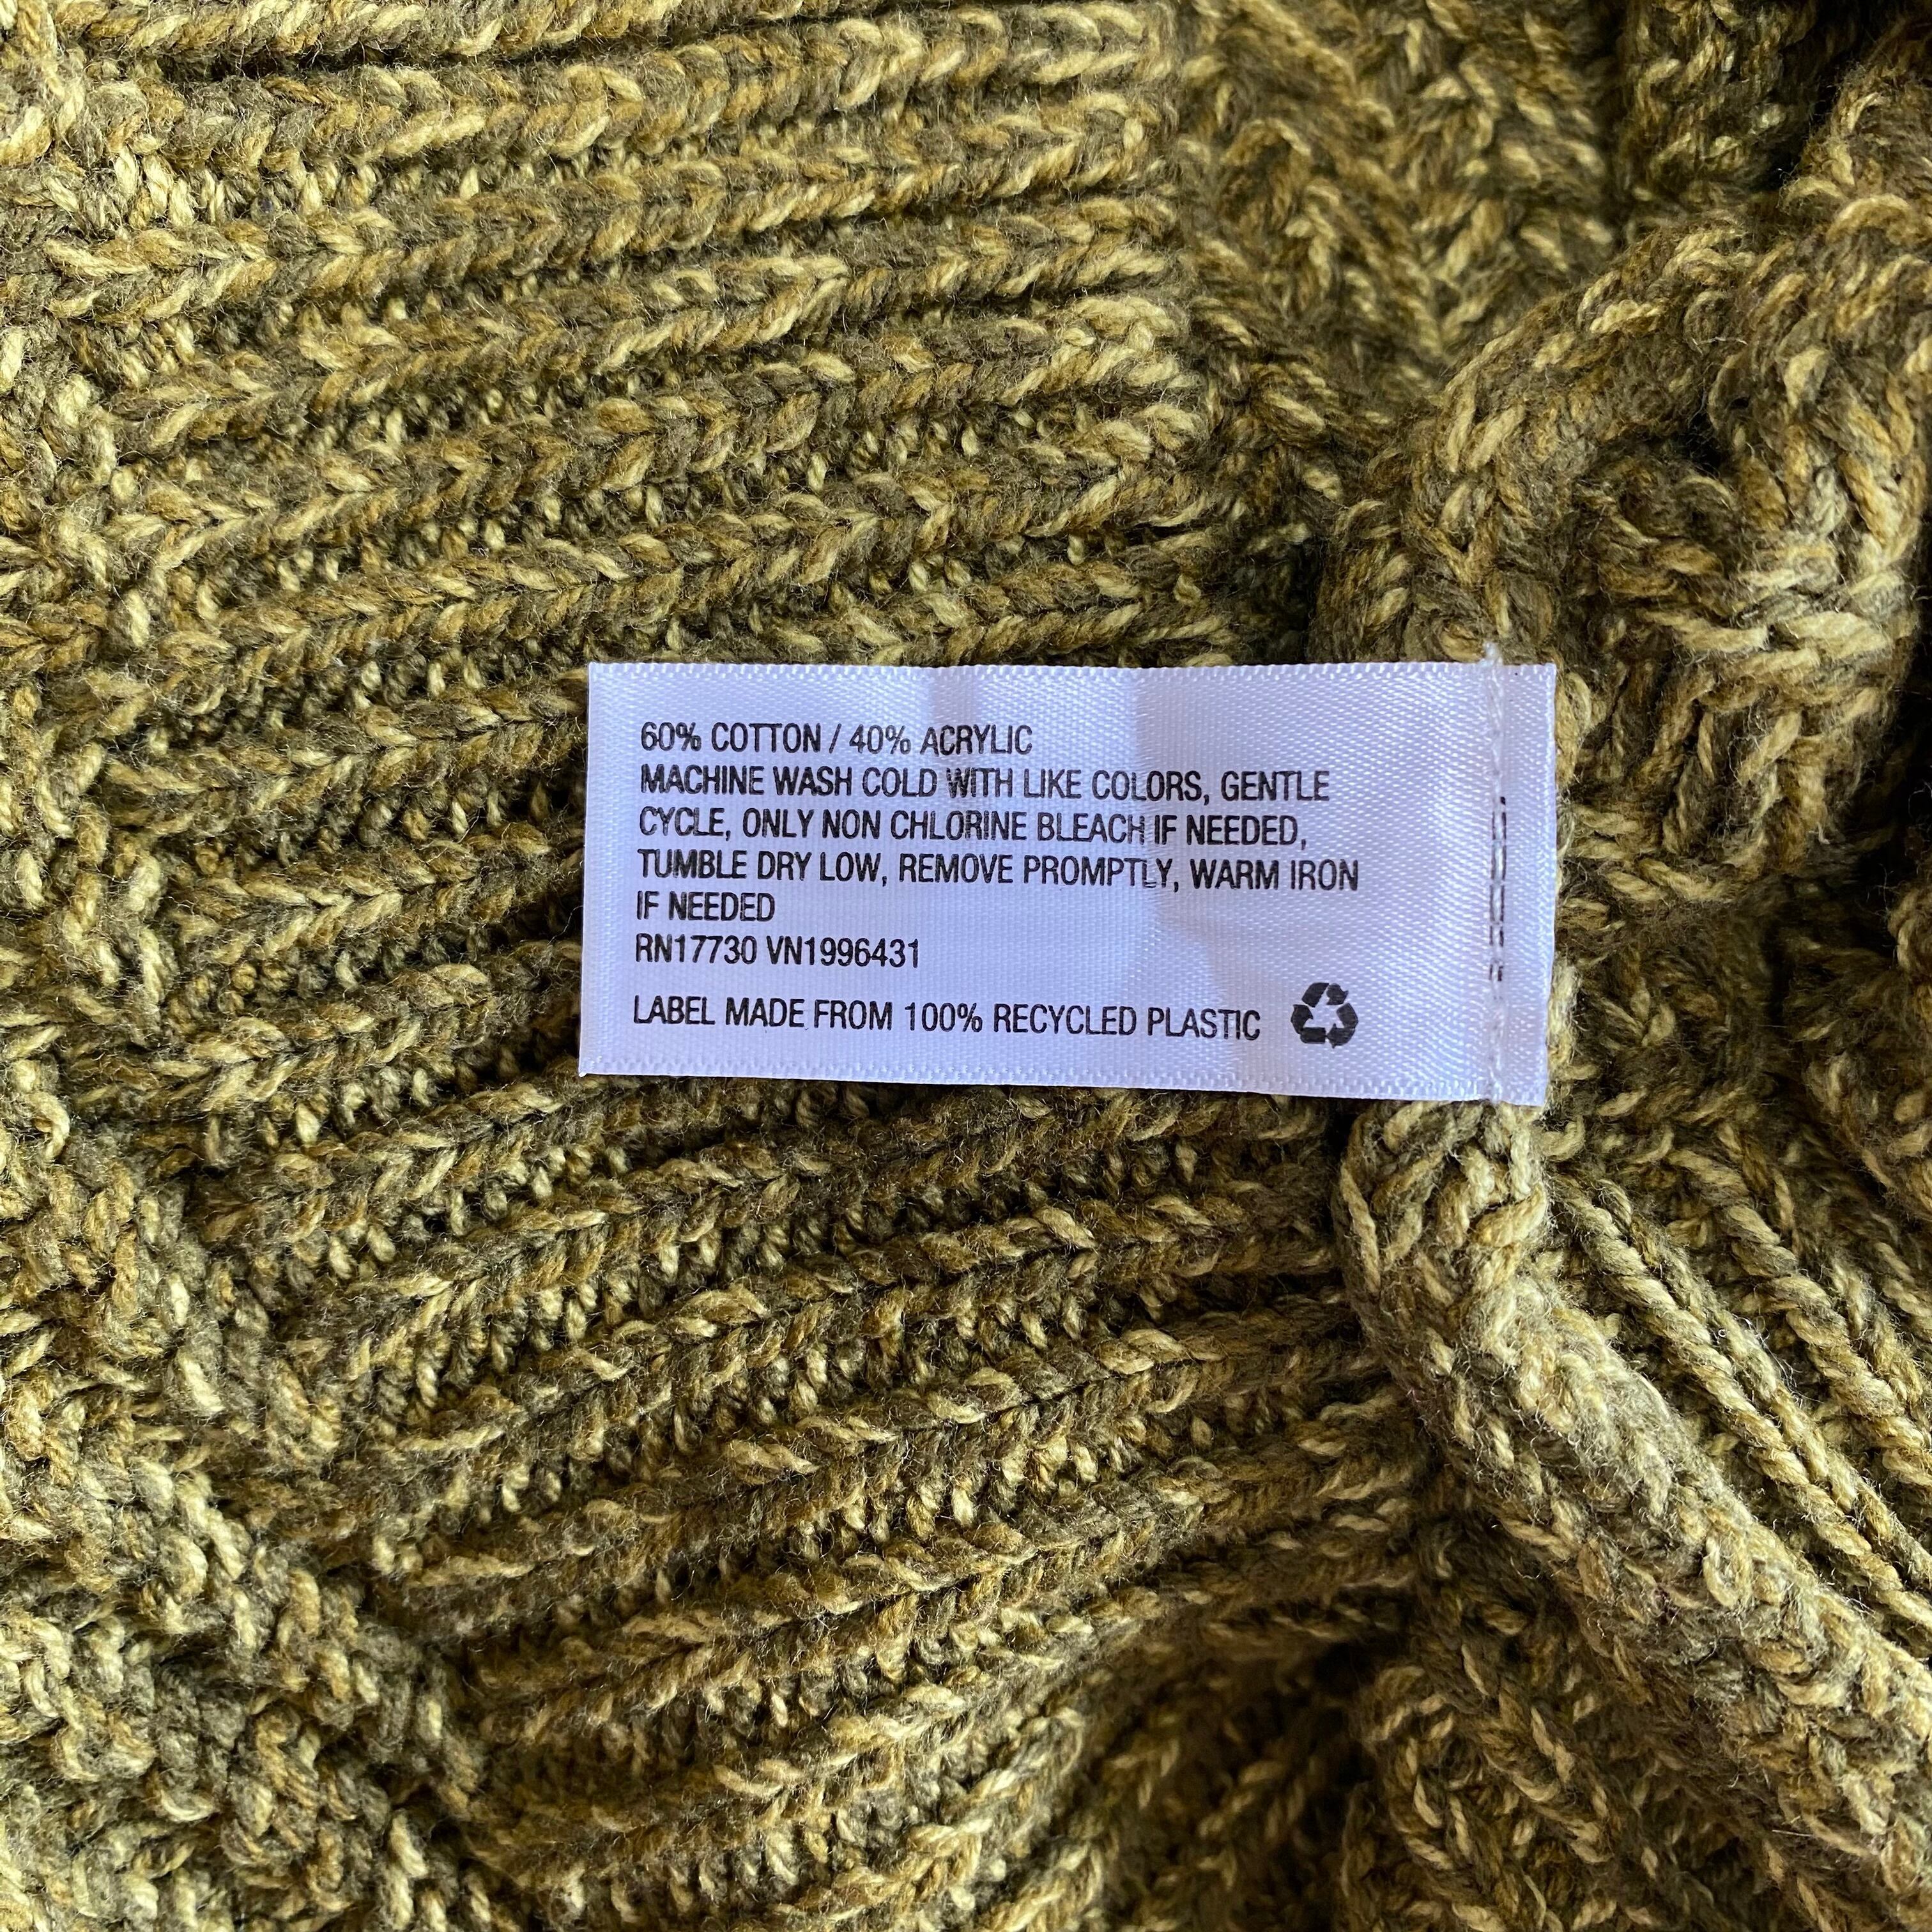 60% COTTON / 40% ACRYLIC
MACHINE WASH COLD WITH LIKE COLORS, GENTLE
CYCLE, ONLY NON CHLORINE BLEACH IF NEEDED,
TUMBLE DRY LOW, REMOVE PROMPTLY, WARM IRON
IF NEEDED
RN17730 VN1996431
LABEL MADE FROM 100% RECYCLED PLASTIC